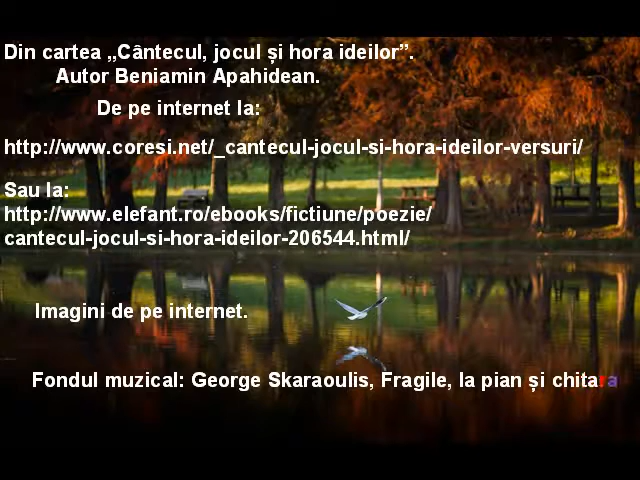 Din cartea „Cântecul, jocul și hora ideilor”.
Autor Beniamin Apahidean.
De pe internet la:
http://www.coresi.net/_cantecul-jocul-si-hora-ideilor-versuri/
Sau la:
http://www.elefant.ro/ebooks/fictiune/poezie/
cantecul-jocul-si-hora-ideilor-206544.html/
Imagini de pe internet.
Fondul muzical: George Skaraoulis, Fragile, la pian și chitara